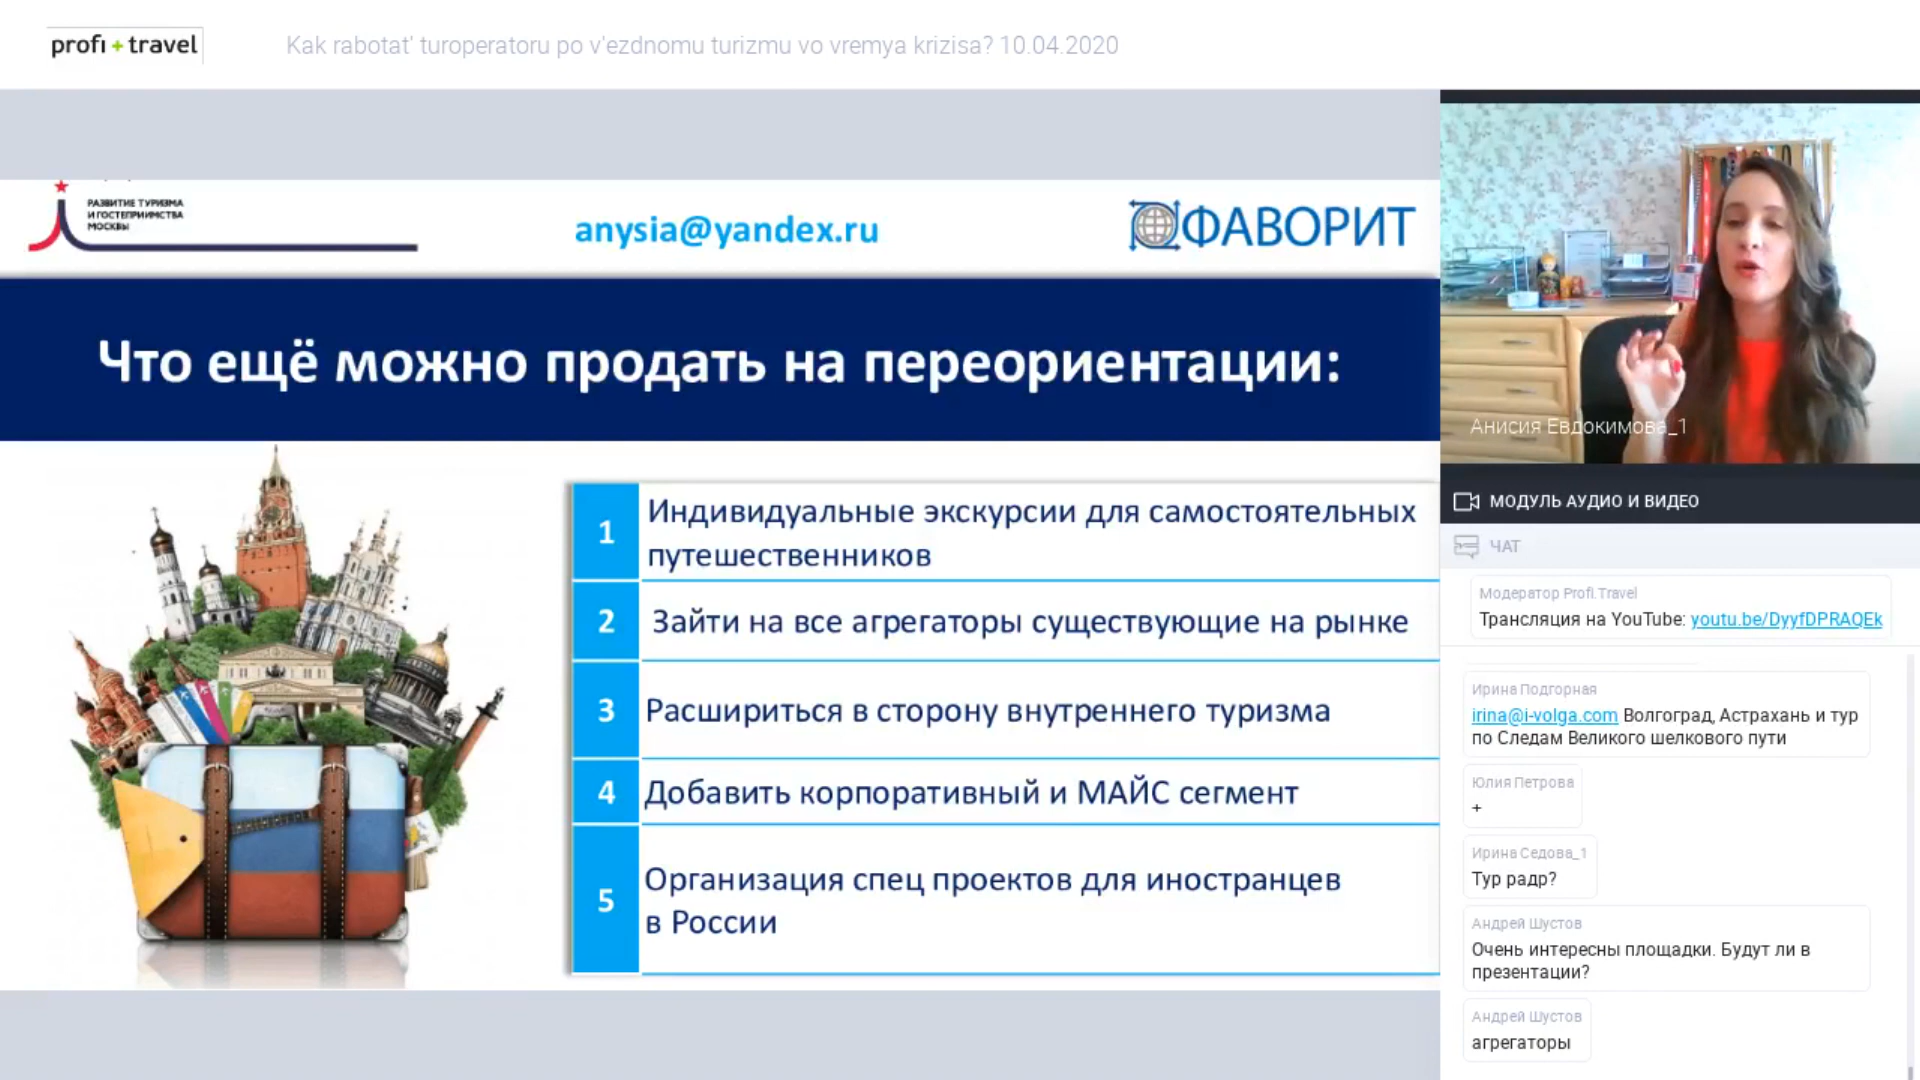 profi + travel
Kak rabotat' turoperatoru po v'ezdnomu turizmu vo vremya krizisa? 10.04.2020
РАЗВИТИЕ ТУРИЗМА
И ГОСТЕПРИИМСТВА
МОСКВЫ
anysia@yandex.ru
ФАВОРИТ
Что ещё можно продать на переориентации:
1
Индивидуальные экскурсии для самостоятельных
путешественников
2
Зайти на все агрегаторы существующие на рынке
3
Расшириться в сторону внутреннего туризма
4
Добавить корпоративный и МАЙС сегмент
5
Организация спец проектов для иностранцев
в России
Анисия Евдокимова_1
МОДУЛЬ АУДИО И ВИДЕО
ЧАТ
Модератор Profi.Travel
Трансляция на YouTube: youtu.be/DyyfDPRAQEk
Ирина Подгорная
irina@i-volga.com Волгоград, Астрахань и тур
по Следам Великого шелкового пути
Юлия Петрова
+
Ирина Седова_1
Тур радр?
Андрей Шустов
Очень интересны площадки. Будут ли в
презентации?
Андрей Шустов
агрегаторы